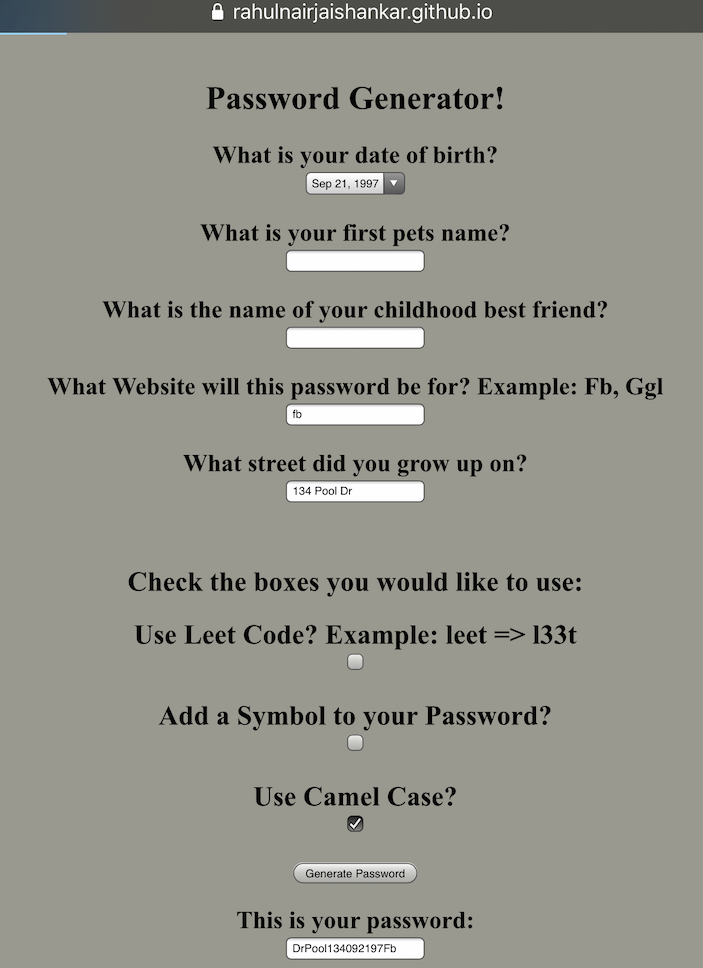 rahulnairjaishankar.github.io
Password Generator!
What is your date of birth?
Sep 21, 1997
What is your first pets name?
What is the name of your childhood best friend?
What Website will this password be for? Example: Fb, Ggl
fb
What street did you grow up on?
134 Pool Dr
Check the boxes you would like to use:
Use Leet Code? Example: leet => l33t
Add a Symbol to your Password?
Use Camel Case?
Generate Password
This is your password:
DrPool134092197Fb